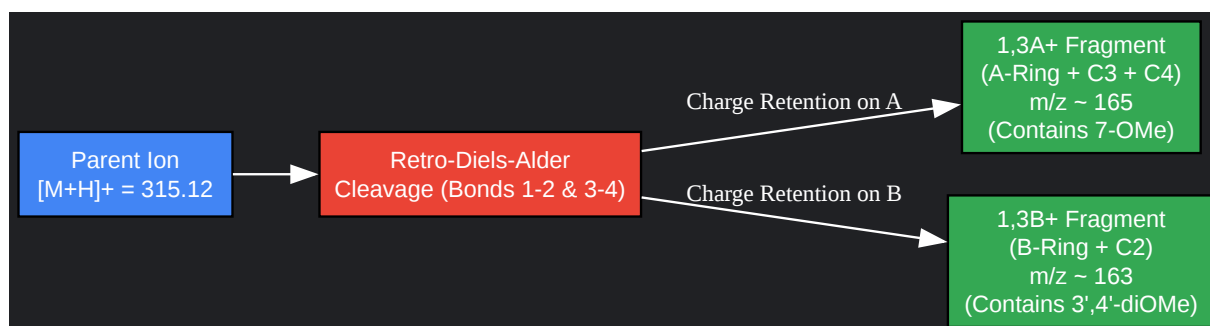 Parent Ion
[M+H]+ = 315.12
Retro-Diels-Alder
Cleavage (Bonds 1-2 & 3-4)
Charge Retention on A
1,3A+ Fragment
(A-Ring + C3 + C4)
m/z ~ 165
(Contains 7-OMe)
Charge Retention on B
1,3B+ Fragment
(B-Ring + C2)
m/z ~ 163
(Contains 3',4'-diOMe)